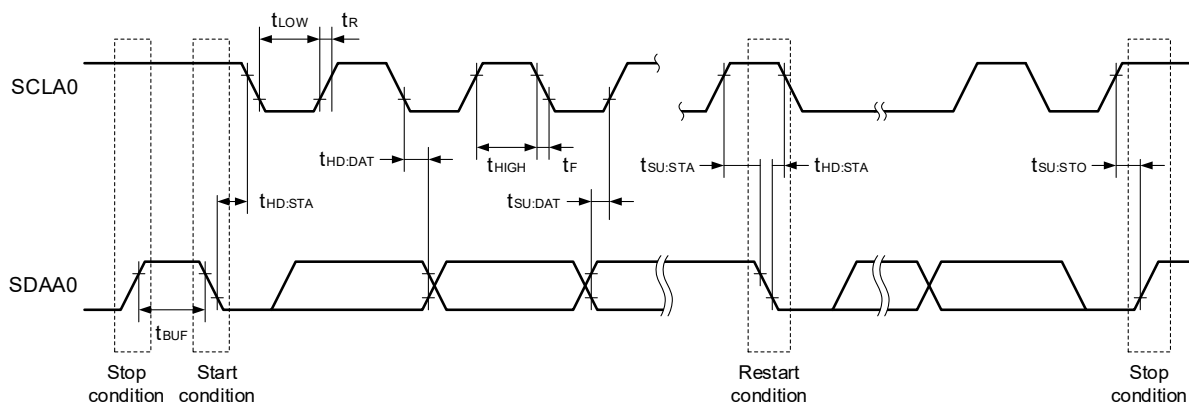 tLOW tR
SCLA0
tHD:DAT tHIGH tF tSU:STA tHD:STA tSU:STO
tHD:STA tSU:DAT
SDAA0
tBUF
Stop condition
Start condition
Restart condition
Stop condition